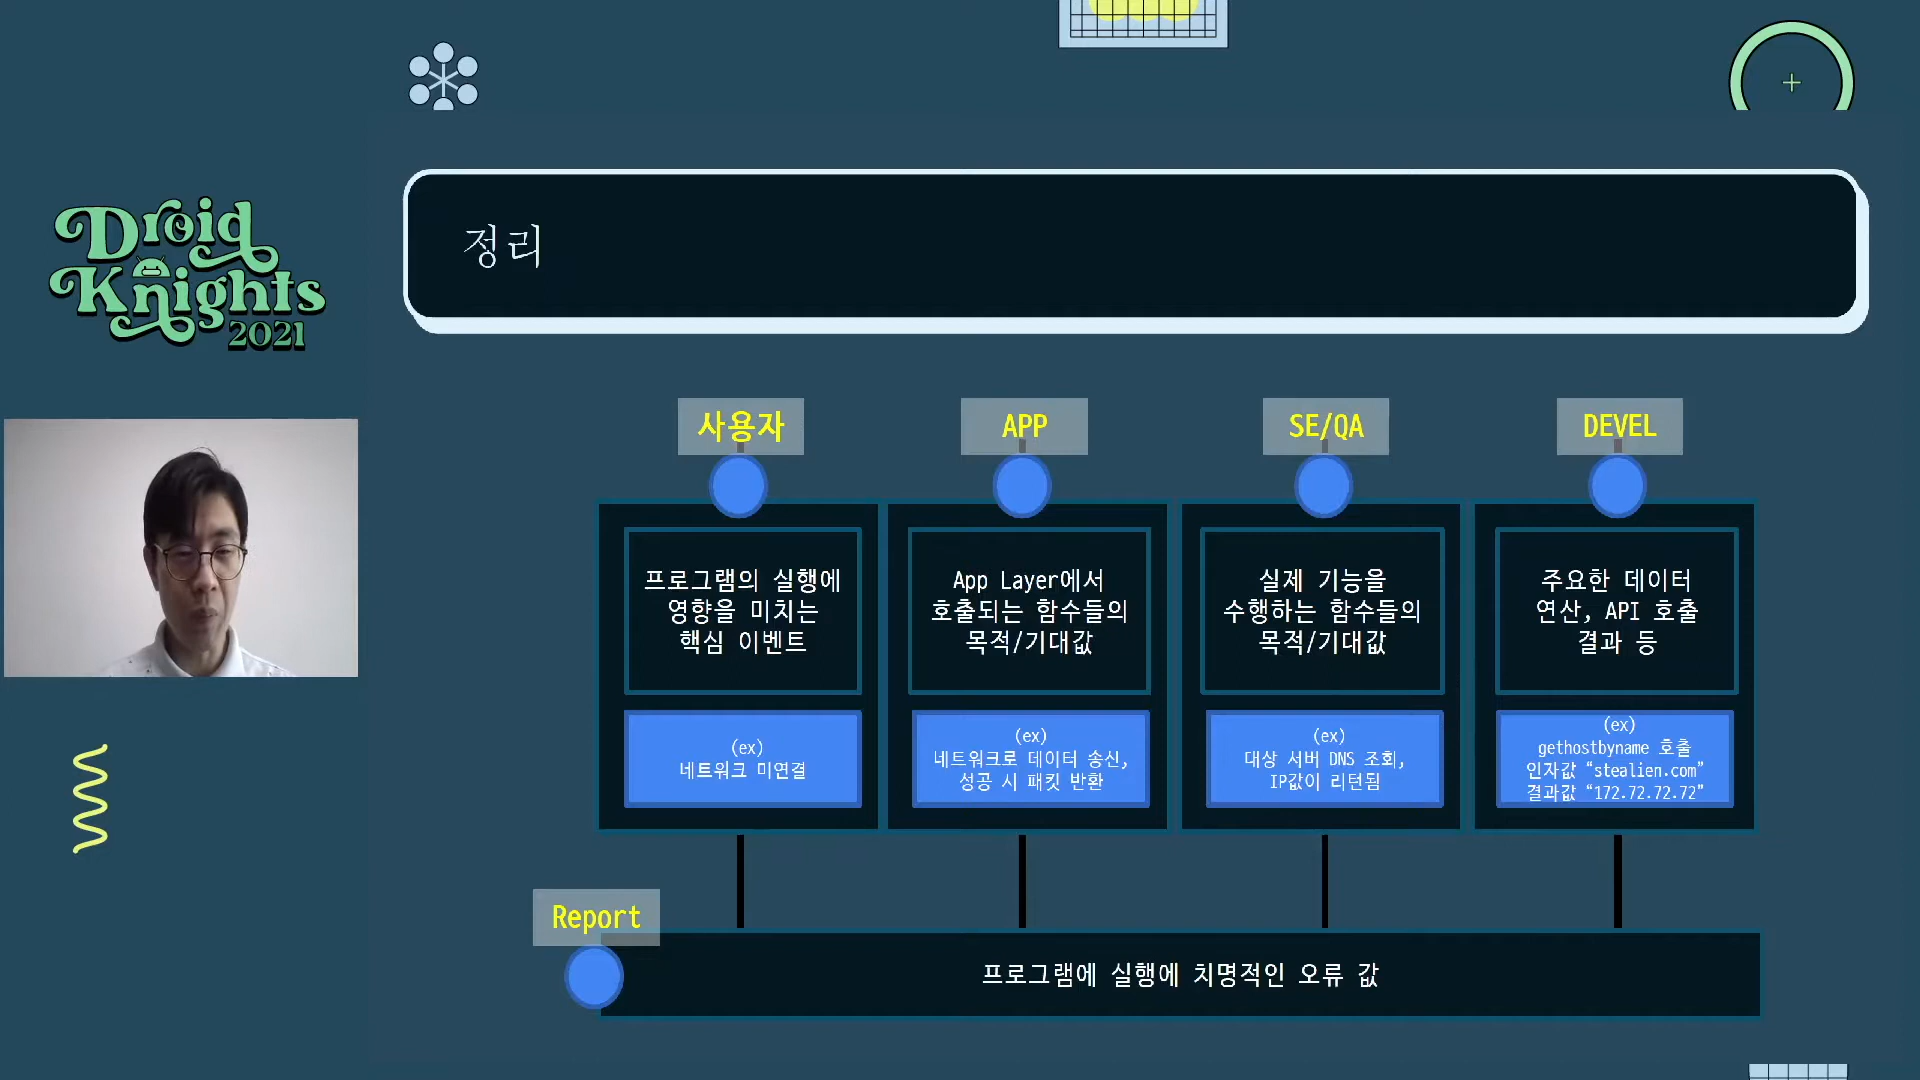 Droid
Knights
2021
정리
사용자
APP
SE/QA
DEVEL
프로그램의 실행에
영향을 미치는
핵심 이벤트
(ex)
네트워크 미연결
App Layer에서
호출되는 함수들의
목적/기대값
(ex)
네트워크로 데이터 송신,
성공 시 패킷 반환
실제 기능을
수행하는 함수들의
목적/기대값
(ex)
대상 서버 DNS 조회,
IP값이 리턴됨
주요한 데이터
연산, API 호출
결과 등
(ex)
gethostbyname 호출
인자값 “stealien.com”
결과값 “172.72.72.72”
Report
프로그램에 실행에 치명적인 오류 값